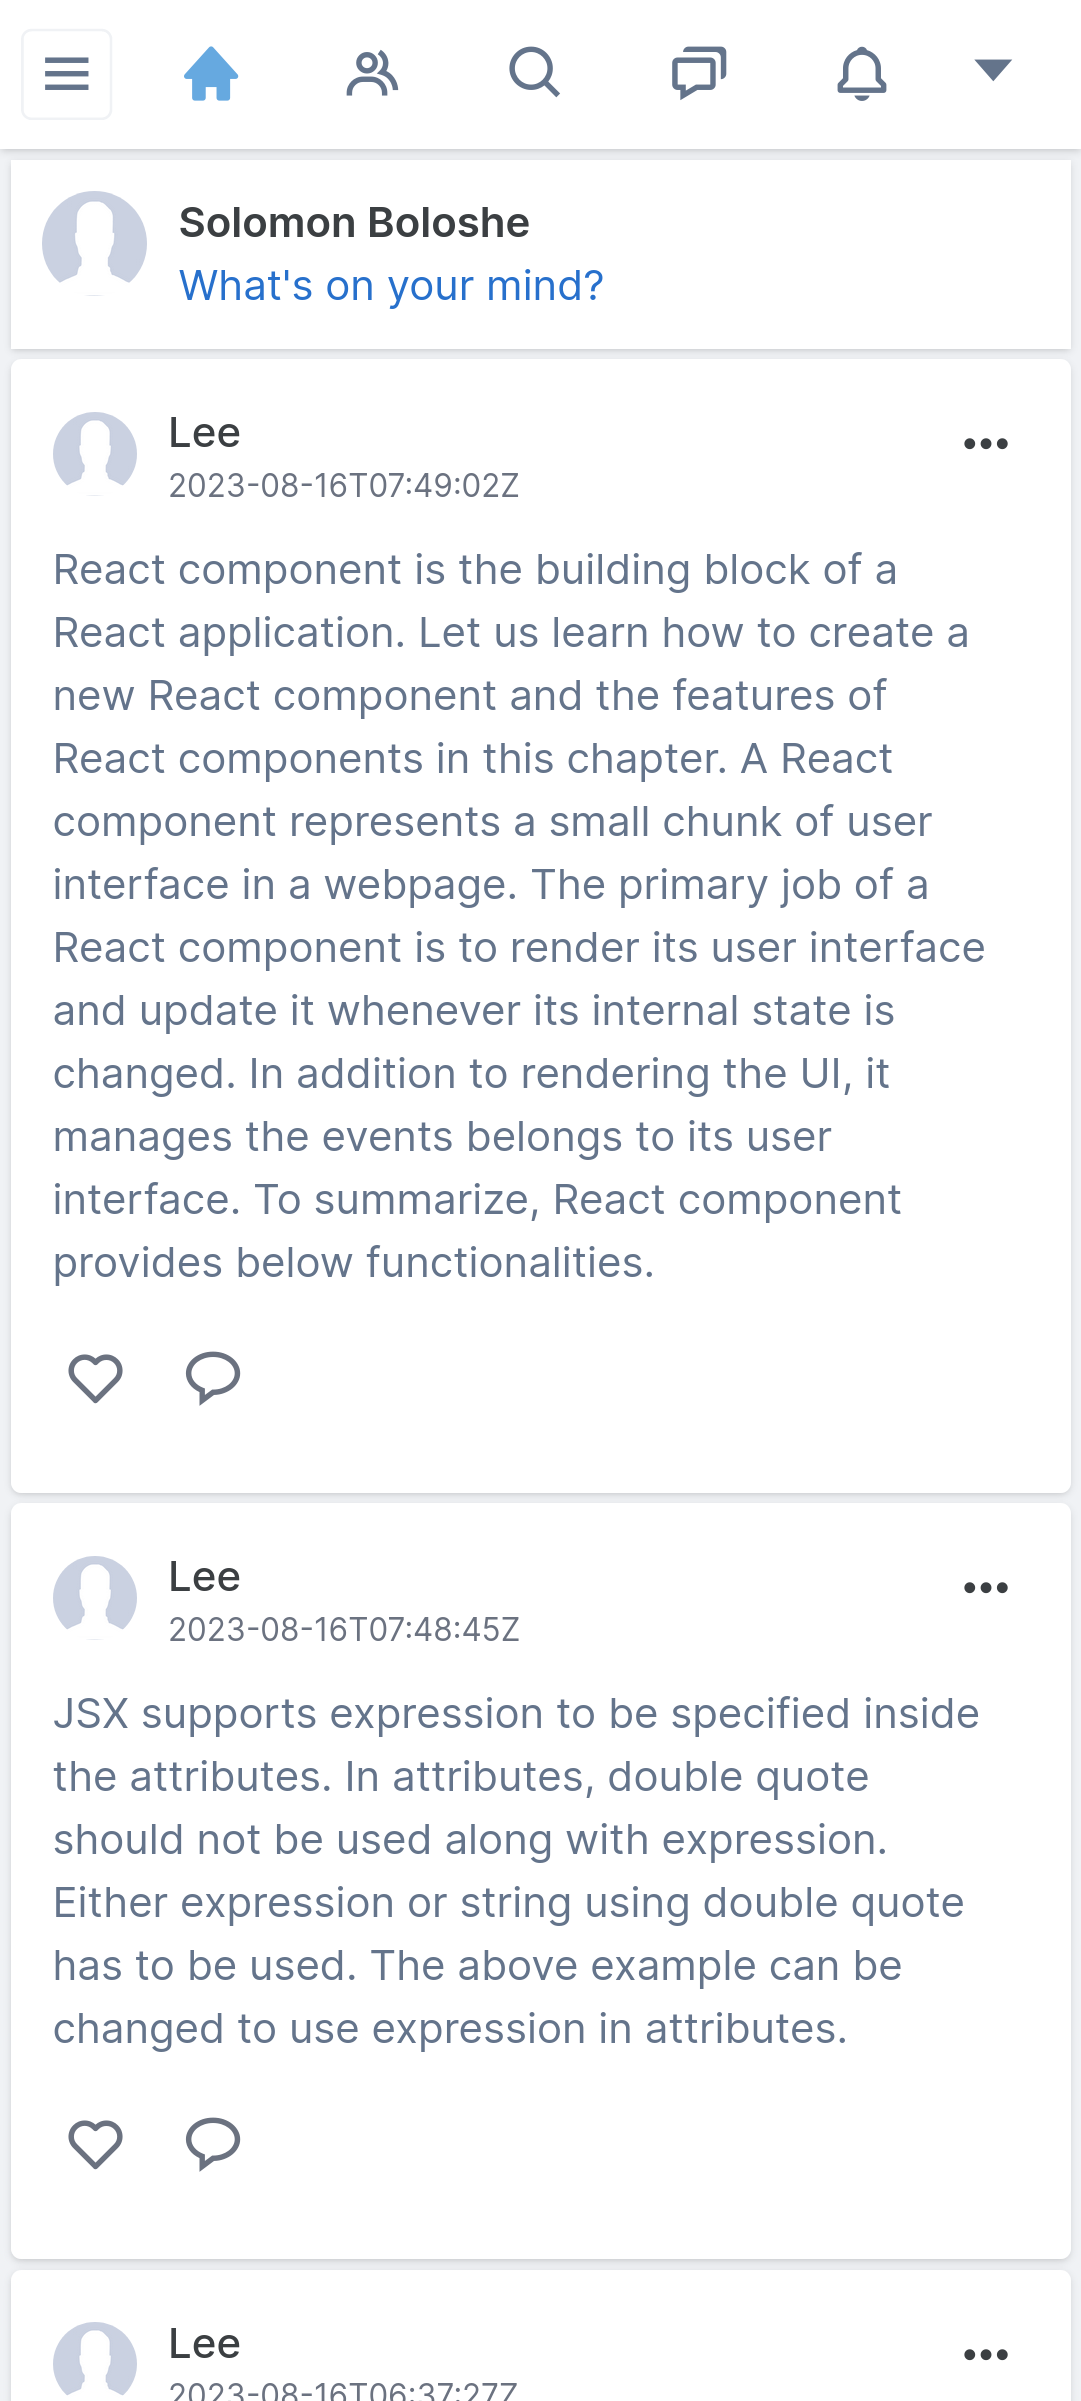 Solomon Boloshe
What's on your mind?
Lee
2023-08-16T07:49:02Z
React component is the building block of a
React application. Let us learn how to create a
new React component and the features of
React components in this chapter. A React
component represents a small chunk of user
interface in a webpage. The primary job of a
React component is to render its user interface
and update it whenever its internal state is
changed. In addition to rendering the UI, it
manages the events belongs to its user
interface. To summarize, React component
provides below functionalities.
Lee
2023-08-16T07:48:45Z
JSX supports expression to be specified inside
the attributes. In attributes, double quote
should not be used along with expression.
Either expression or string using double quote
has to be used. The above example can be
changed to use expression in attributes.
Lee
2023-08-16T06:37:27Z